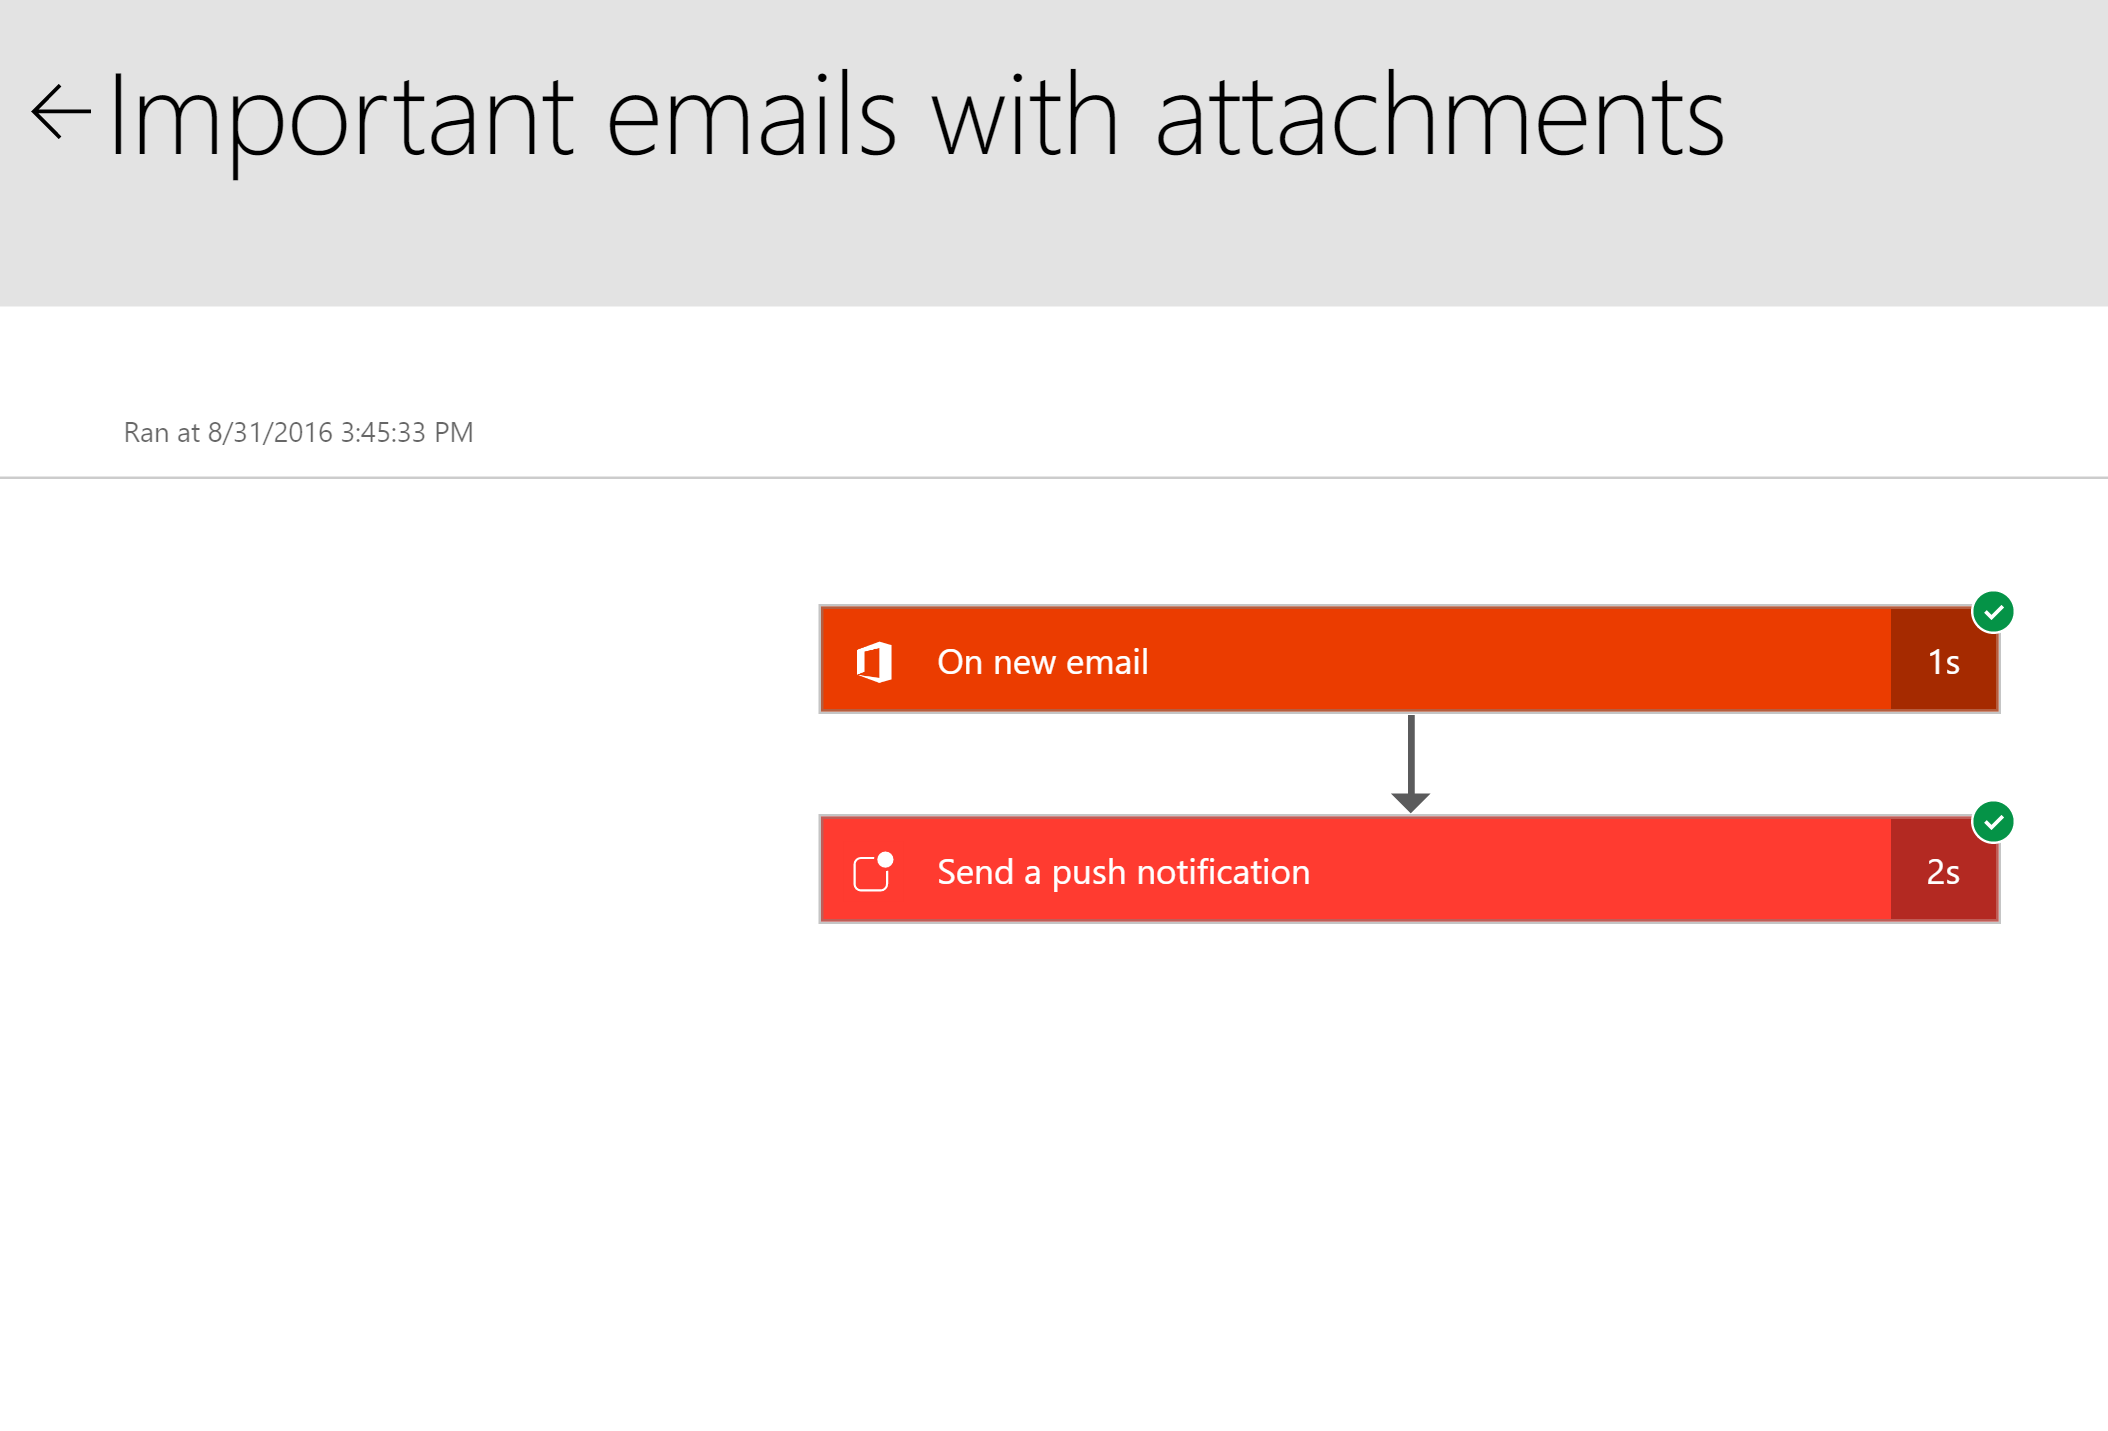 Important emails with attachments
Ran at 8/31/2016 3:45:33 PM
On new email
1s
Send a push notification
2s